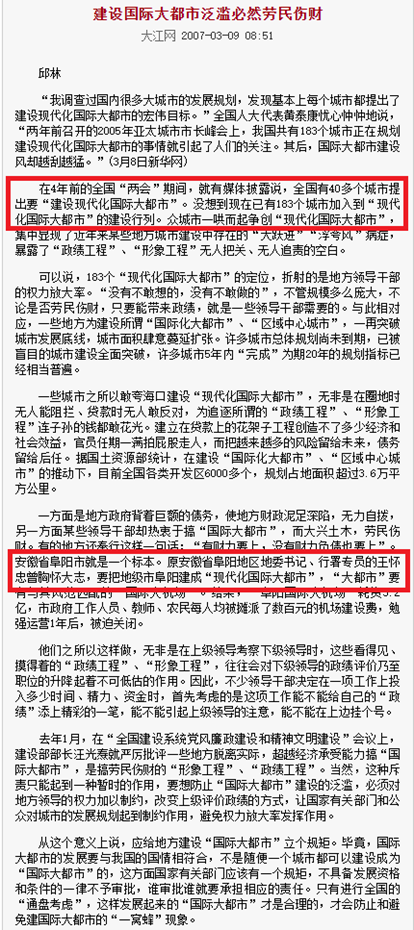 建设国际大都市泛滥必然劳民伤财
大江网 2007-03-09 08:51
邱林
“我调查过国内很多大城市的发展规划，发现基本上每个城市都提出了
建设现代化国际大都市的宏伟目标。”全国人大代表黄泰康忧心忡忡地说，
“两年前召开的2005年亚太城市市长峰会上，我国共有183个城市正在规划
建设现代化国际大都市的事情就引起了人们的关注。其后，国际大都市建设
风却越刮越猛。”(3月8日新华网)
在4年前的全国“两会”期间，就有媒体披露说，全国有40多个城市提
出要“建设现代化国际大都市”。没想到现在已有183个城市加入到“现代
化国际大都市”的建设行列。众城市一哄而起争创“现代化国际大都市”，
集中显现了近年来某些地方城市建设中存在的“大跃进”“浮夸风”病症，
暴露了“政绩工程”、“形象工程”无人把关、无人追责的空白。
可以说，183个“现代化国际大都市”的定位，折射的是地方领导干部
的权力放大车。“没有不敢想的，没有不敢做的”，不管规模多么庞大，不
论是否劳民伤财，只要能带来政绩，就是一些领导干部需要的。与此相对
应，一些地方为建设所谓“国际化大都市”、“区域中心城市”，一再突破
城市发展底线，城市面积肆意蔓延扩张。许多城市总体规划尚未到期，已被
盲目的城市建设全面突破，许多城市5年内“完成”为期20年的规划指标已
经相当普遍。
一些城市之所以敢夸海口建设“现代化国际大都市”，无非是在圈地时
无人能阻拦、贷款时无人敢反对，为追逐所谓的“政绩工程”、“形象工
程”连子孙的钱都敢花光。建立在贷款上的花架子工程创造不了多少经济和
社会效益，官员任期一满拍屁股走人，而把越来越多的风险留给未来，债务
留给后任。据国土资源部统计，在建设“国际化大都市”、“区域中心城
市”的推动下，目前全国各类开发区6000多个，规划占地面积超过3.6万平
方公里。
一方面是地方政府背着巨额的债务，使地方财政泥足深陷，无力自拔，
另一方面某些领导干部却热衷于搞“国际大都市”，而大兴土木，劳民伤
财。有的地方还奉行这样一句话：“有财力要上，没有财力负债也要上”。
安徽省阜阳市就是一个标本。原安徽省阜阳地区地委书记、行署专员的王怀
忠曾胸怀大志，要把地级市阜阳建成“现代化国际大都市”，“大都市”要
有与其风范匹配的“国际大机场”。结果，“阜阳国际大机场”耗资3.2
亿，市政府工作人员、教师、农民每人均被摊派了数百元的机场建设费，勉
强运营1年后，被迫关闭。
他们之所以这样做，无非是在上级领导考察下级领导时，这些看得见、
摸得着的“政绩工程”、“形象工程”，往往会对下级领导的政绩评价乃至
职位的升降起着不可低估的作用。因此，不少领导干部决定在一项工作上投
入多少时间、精力、资金时，首先考虑的是这项工作能不能给自己的“政
绩”添上精彩的一笔，能不能引起上级领导的注意，能不能在上边挂个号。
去年1月，在“全国建设系统党风廉政建设和精神文明建设”会议上，
建设部部长汪光焘就严厉批评一些地方脱离实际，超越经济承受能力搞“国
际大都市”，是搞劳民伤财的“形象工程”、“政绩工程”。当然，这种斥
责只能起到一种暂时的作用，要想防止“国际大都市”建设的泛滥，必须对
地方领导的权力加以制约，改变上级评价政绩的方式，让国家有关部门和公
众对城市的发展规划起到制约作用，避免权力放大车发挥作用。
从这个意义上说，应给地方建设“国际大都市”立个规矩。毕竟，国际
大都市的发展要与我国的国情相符合，不是随便一个城市都可以建设成为
“国际大都市”的，这方面国家有关部门应该有一个规矩，不具备发展资格
和条件的一律不予审批，谁审批谁就要承担相应的责任。只有进行全国的
“通盘考虑”，这样发展起来的“国际大都市”才是合理的，才会防止和避
免建国际大都市的“一窝蜂”现象。